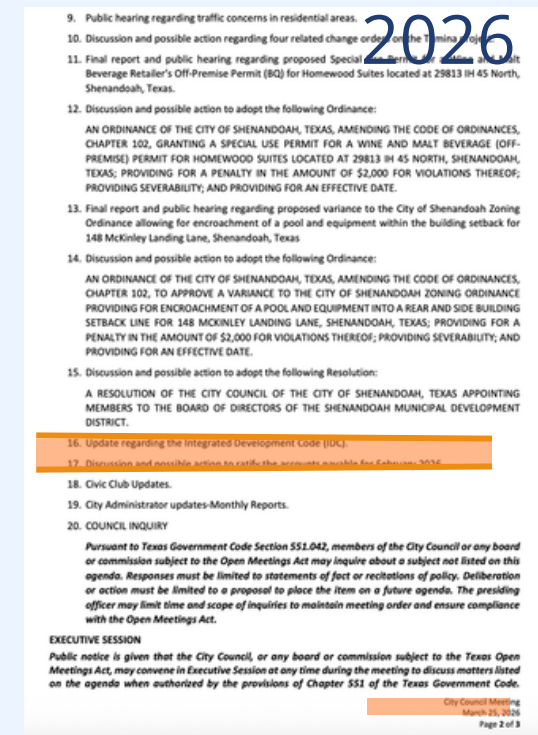 2026
9. Public hearing regarding traffic concerns in residential areas.
10. Discussion and possible action regarding four related change orders on the Tamina project.
11. Final report and public hearing regarding proposed Special Use Permit for a Wine and Malt
Beverage Retailer's Off-Premise Permit (BQ) for Homewood Suites located at 29813 IH 45 North,
Shenandoah, Texas.
12. Discussion and possible action to adopt the following Ordinance:
AN ORDINANCE OF THE CITY OF SHENANDOAH, TEXAS, AMENDING THE CODE OF ORDINANCES,
CHAPTER 102, GRANTING A SPECIAL USE PERMIT FOR A WINE AND MALT BEVERAGE (OFF-
PREMISE) PERMIT FOR HOMEWOOD SUITES LOCATED AT 29813 IH 45 NORTH, SHENANDOAH,
TEXAS; PROVIDING FOR A PENALTY IN THE AMOUNT OF $2,000 FOR VIOLATIONS THEREOF;
PROVIDING SEVERABILITY; AND PROVIDING FOR AN EFFECTIVE DATE.
13. Final report and public hearing regarding proposed variance to the City of Shenandoah Zoning
Ordinance allowing for encroachment of a pool and equipment within the building setback for
148 McKinley Landing Lane, Shenandoah, Texas
14. Discussion and possible action to adopt the following Ordinance:
AN ORDINANCE OF THE CITY OF SHENANDOAH, TEXAS, AMENDING THE CODE OF ORDINANCES,
CHAPTER 102, TO APPROVE A VARIANCE TO THE CITY OF SHENANDOAH ZONING ORDINANCE
PROVIDING FOR ENCROACHMENT OF A POOL AND EQUIPMENT INTO A REAR AND SIDE BUILDING
SETBACK LINE FOR 148 MCKINLEY LANDING LANE, SHENANDOAH, TEXAS; PROVIDING FOR A
PENALTY IN THE AMOUNT OF $2,000 FOR VIOLATIONS THEREOF; PROVIDING SEVERABILITY; AND
PROVIDING FOR AN EFFECTIVE DATE.
15. Discussion and possible action to adopt the following Resolution:
A RESOLUTION OF THE CITY COUNCIL OF THE CITY OF SHENANDOAH, TEXAS APPOINTING
MEMBERS TO THE BOARD OF DIRECTORS OF THE SHENANDOAH MUNICIPAL DEVELOPMENT
DISTRICT.
16. Update regarding the Integrated Development Code (IDC).
17. Discussion and possible action to ratify the accounts payable for February 2026
18. Civic Club Updates.
19. City Administrator updates-Monthly Reports.
20. COUNCIL INQUIRY
Pursuant to Texas Government Code Section 551.042, members of the City Council or any board
or commission subject to the Open Meetings Act may inquire about a subject not listed on this
agenda. Responses must be limited to statements of fact or recitations of policy. Deliberation
or action must be limited to a proposal to place the item on a future agenda. The presiding
officer may limit time and scope of inquiries to maintain meeting order and ensure compliance
with the Open Meetings Act.
EXECUTIVE SESSION
Public notice is given that the City Council, or any board or commission subject to the Texas Open
Meetings Act, may convene in Executive Session at any time during the meeting to discuss matters listed
on the agenda when authorized by the provisions of Chapter 551 of the Texas Government Code.
City Council Meeting
March 25, 2026
Page 2 of 3